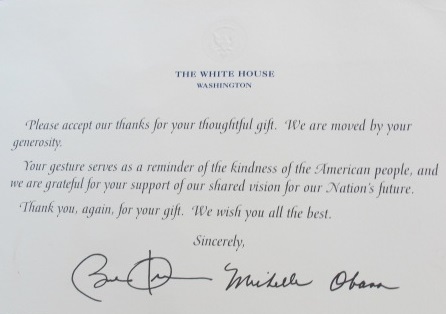 THE WHITE HOUSE
WASHINGTON
Please accept our thanks for your thoughtful gift. We are moved by your
generosity.
Your gesture serves as a reminder of the kindness of the American people, and
we are grateful for your support of our shared vision for our Nation's future.
Thank you, again, for your gift. We wish you all the best.
Sincerely,
Michelle Obama